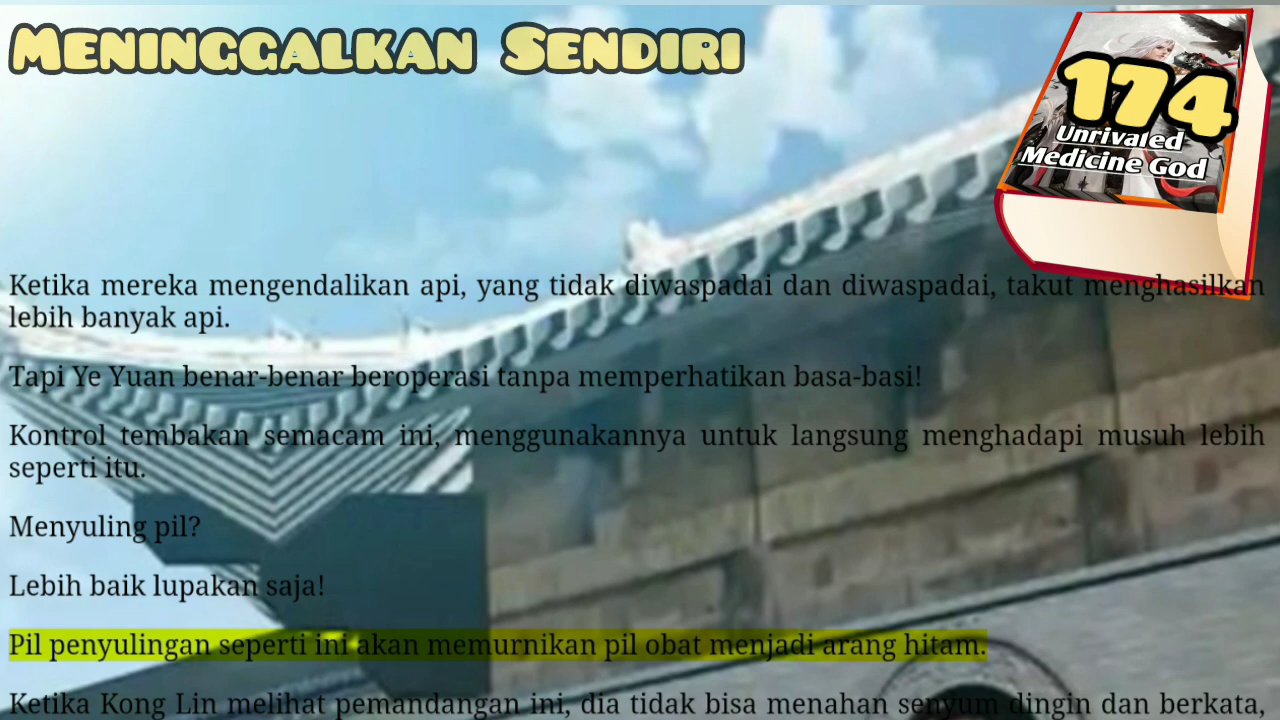 Meninggalkan Sendiri
174
Unrivaled
Medicine God
Ketika mereka mengendalikan api, yang tidak diwaspadai dan diwaspadai, takut menghasilkan
lebih banyak api.
Tapi Ye Yuan benar-benar beroperasi tanpa memperhatikan basa-basi!
Kontrol tembakan semacam ini, menggunakannya untuk langsung menghadapi musuh lebih
seperti itu.
Menyuling pil?
Lebih baik lupakan saja!
Pil penyulingan seperti ini akan memurnikan pil obat menjadi arang hitam.
Ketika Kong Lin melihat pemandangan ini, dia tidak bisa menahan senyum dingin dan berkata,